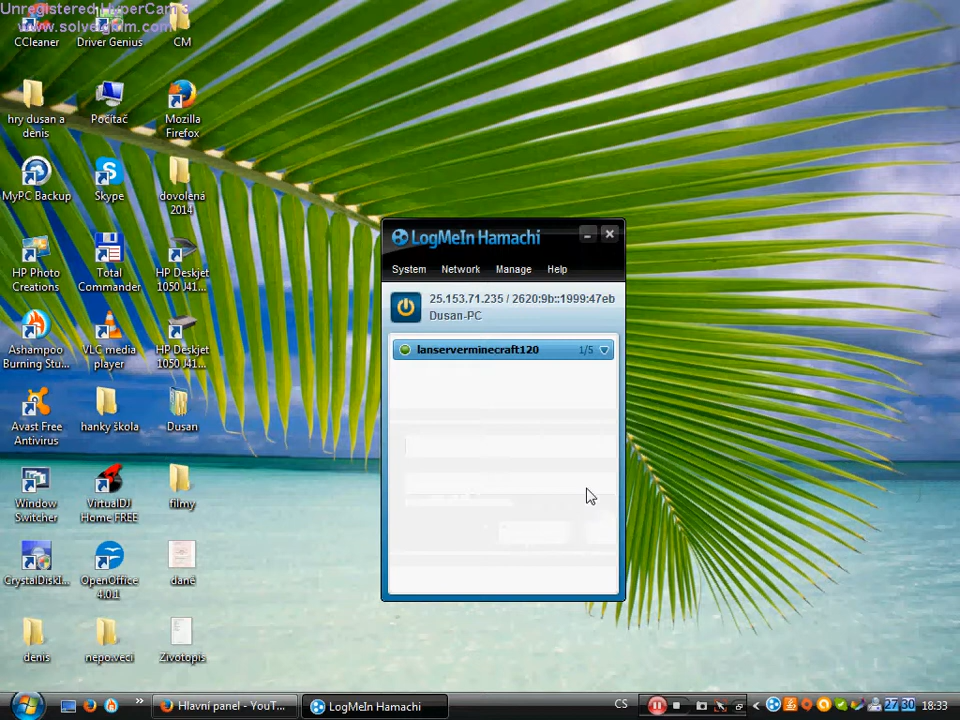 Unregistered HyperCam 3
www.solveigmm.com
CCleaner
Driver Genius
CM
hry dusan a
denis
Počítač
Mozilla
Firefox
MyPC Backup
Skype
dovolená
2014
HP Photo
Creations
Total
Commander
HP Deskjet
1050 J41...
Ashampoo
Burning Stu...
VLC media
player
HP Deskjet
1050 J41...
Avast Free
Antivirus
hanky škola
Dusan
Window
Switcher
VirtualDJ
Home FREE
filmy
CrystalDiskI...
OpenOffice
4.0.1
daně
denis
nepo.veci
Zivotopis
LogMeIn Hamachi
System Network Manage Help
25.153.71.235 / 2620:9b::1999:47eb
Dusan-PC
lanserverminecraft120 1/5
Hlavní panel - YouT...
LogMeIn Hamachi
CS
27 30
18:33